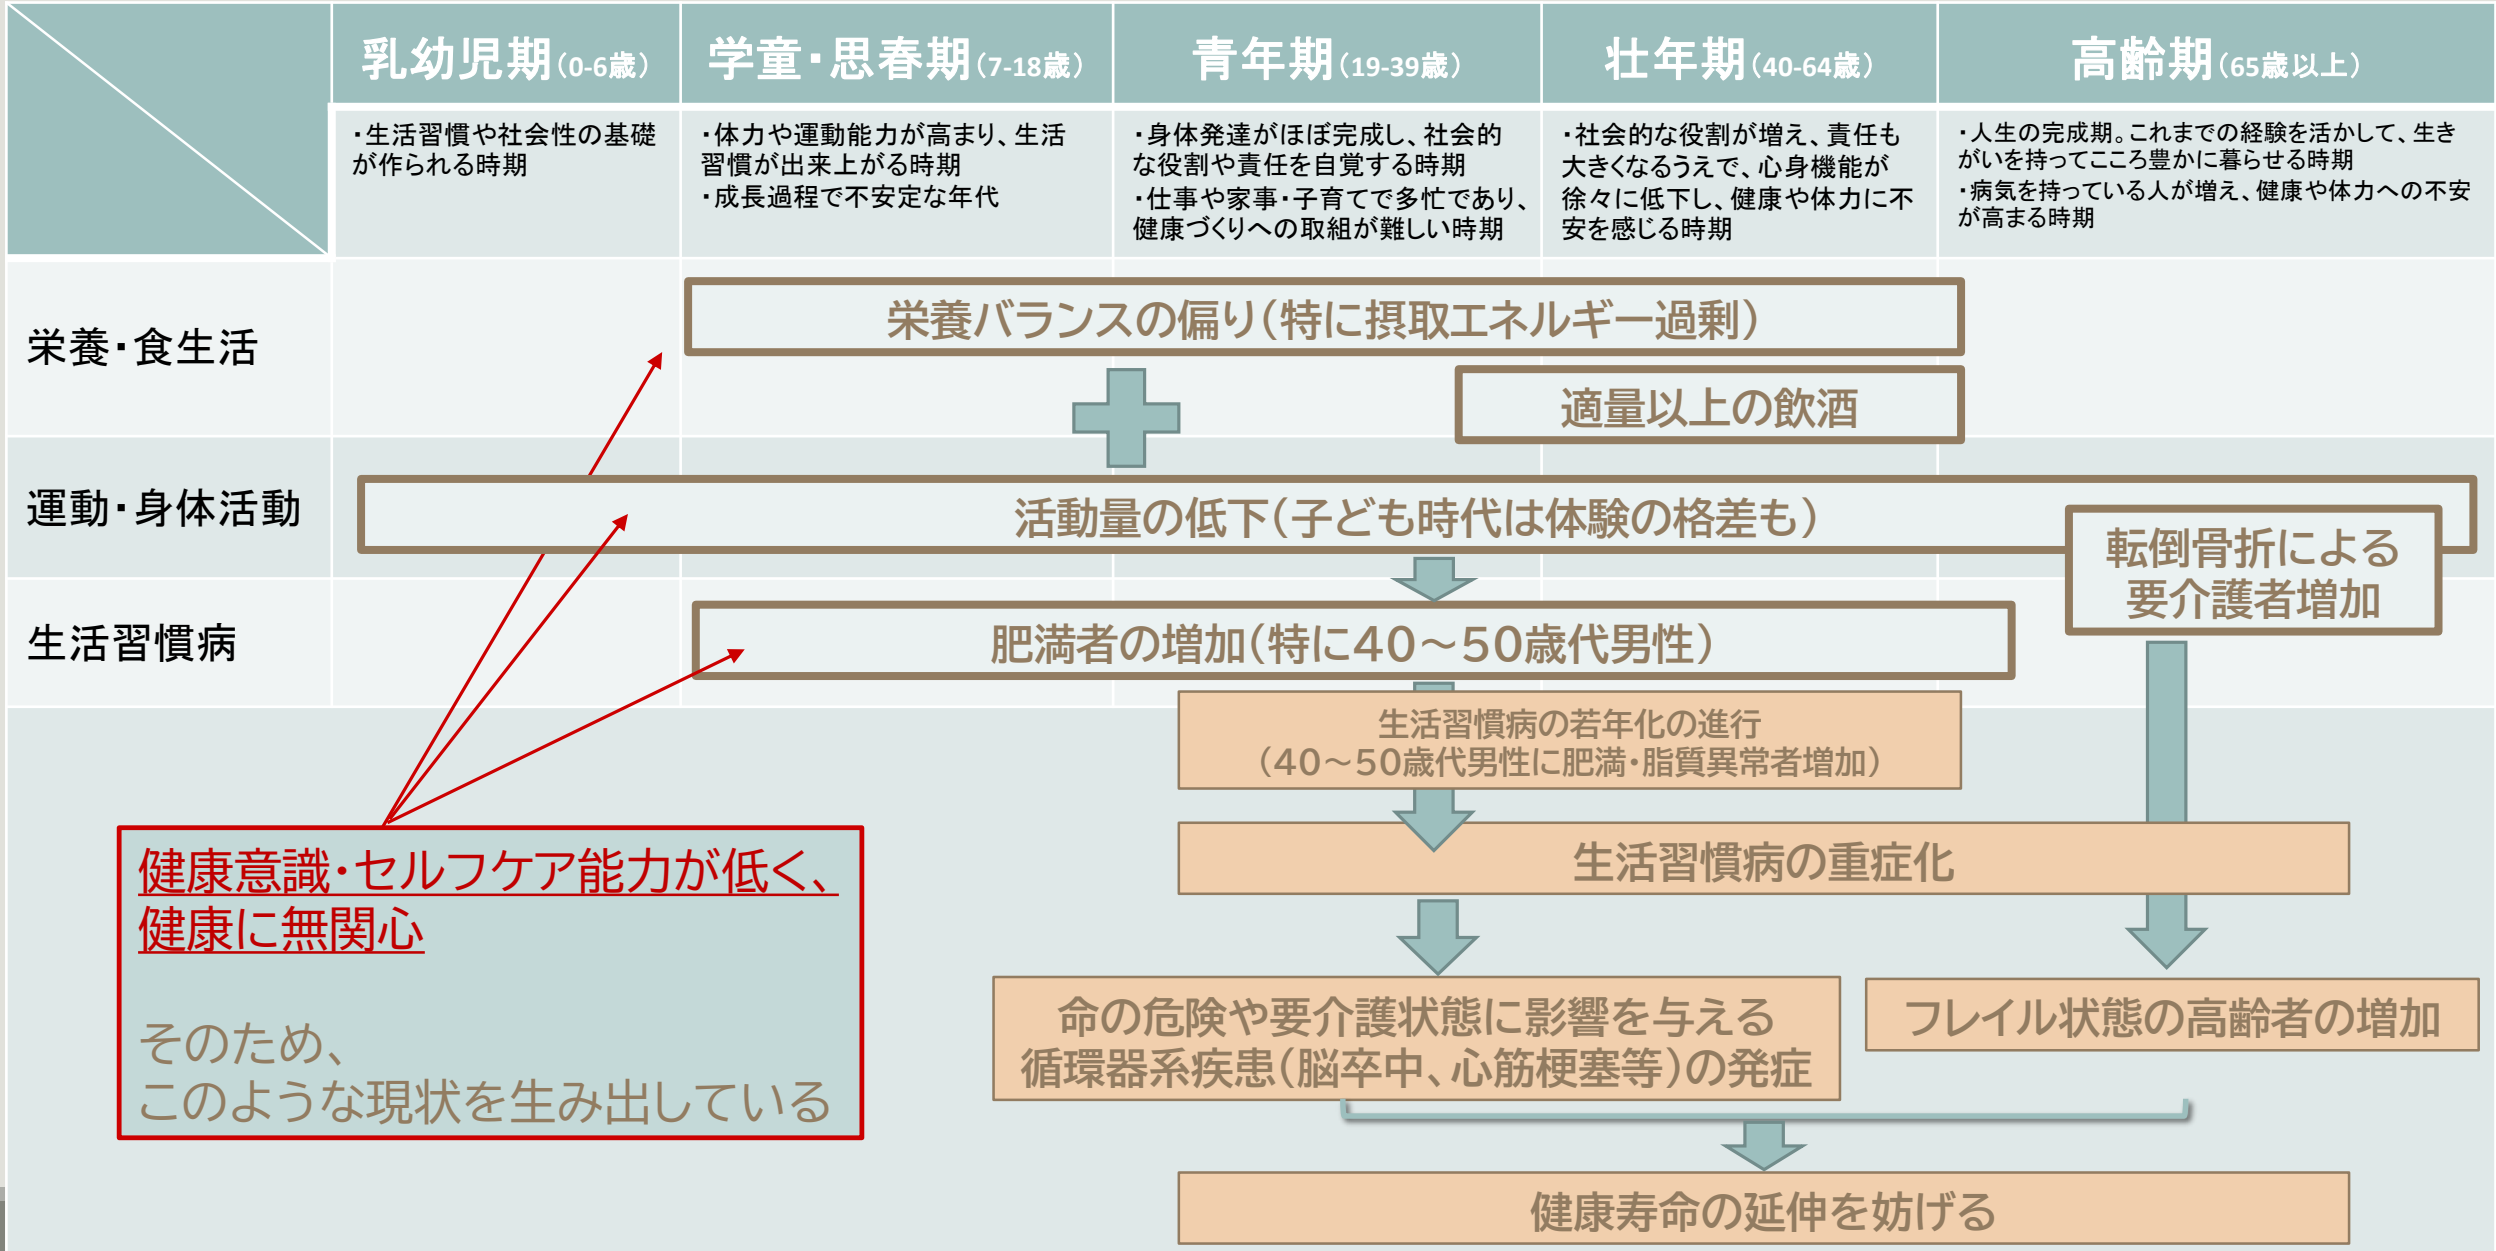 乳幼児期(0-6歳)
学童・思春期(7-18歳)
青年期(19-39歳)
壮年期(40-64歳)
高齢期(65歳以上)
・生活習慣や社会性の基礎
が作られる時期
・体力や運動能力が高まり、生活
習慣が出来上がる時期
・成長過程で不安定な年代
・身体発達がほぼ完成し、社会的
な役割や責任を自覚する時期
・仕事や家事・子育てで多忙であり、
健康づくりへの取組が難しい時期
・社会的な役割が増え、責任も
大きくなるうえで、心身機能が
徐々に低下し、健康や体力に不
安を感じる時期
・人生の完成期。これまでの経験を活かして、生き
がいを持ってこころ豊かに暮らせる時期
・病気を持っている人が増え、健康や体力への不安
が高まる時期
栄養・食生活
栄養バランスの偏り(特に摂取エネルギー過剰)
適量以上の飲酒
運動・身体活動
活動量の低下(子ども時代は体験の格差も)
転倒骨折による
要介護者増加
生活習慣病
肥満者の増加(特に40～50歳代男性)
生活習慣病の若年化の進行
(40～50歳代男性に肥満・脂質異常者増加)
生活習慣病の重症化
健康意識・セルフケア能力が低く、
健康に無関心
そのため、
このような現状を生み出している
命の危険や要介護状態に影響を与える
循環器系疾患(脳卒中、心筋梗塞等)の発症
フレイル状態の高齢者の増加
健康寿命の延伸を妨げる